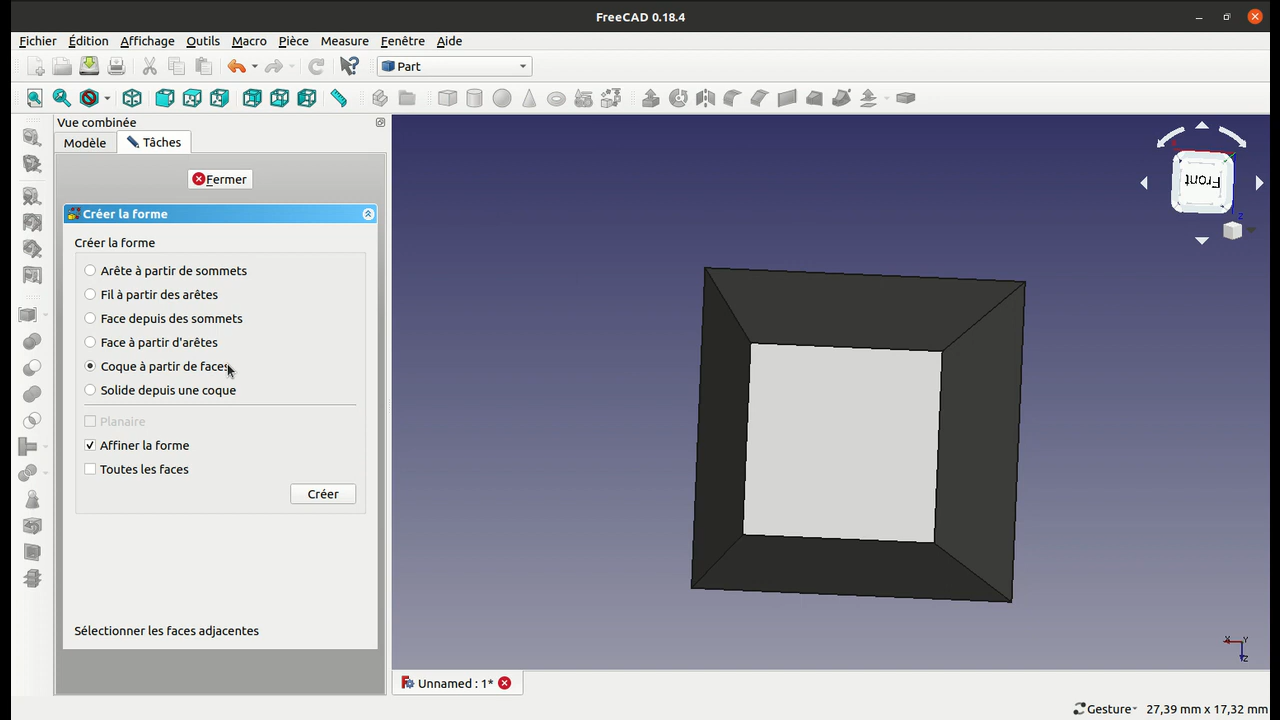 FreeCAD 0.18.4
Fichier Édition Affichage Outils Macro Pièce Measure Fenêtre Aide
Part
Vue combinée
Modèle Tâches
Fermer
Créer la forme
Créer la forme
Arête à partir de sommets
Fil à partir des arêtes
Face depuis des sommets
Face à partir d'arêtes
Coque à partir de faces
Solide depuis une coque
Planaire
Affiner la forme
Toutes les faces
Créer
Sélectionner les faces adjacentes
Front
Z
X Y
Z
Unnamed : 1*
Gesture 27,39 mm x 17,32 mm